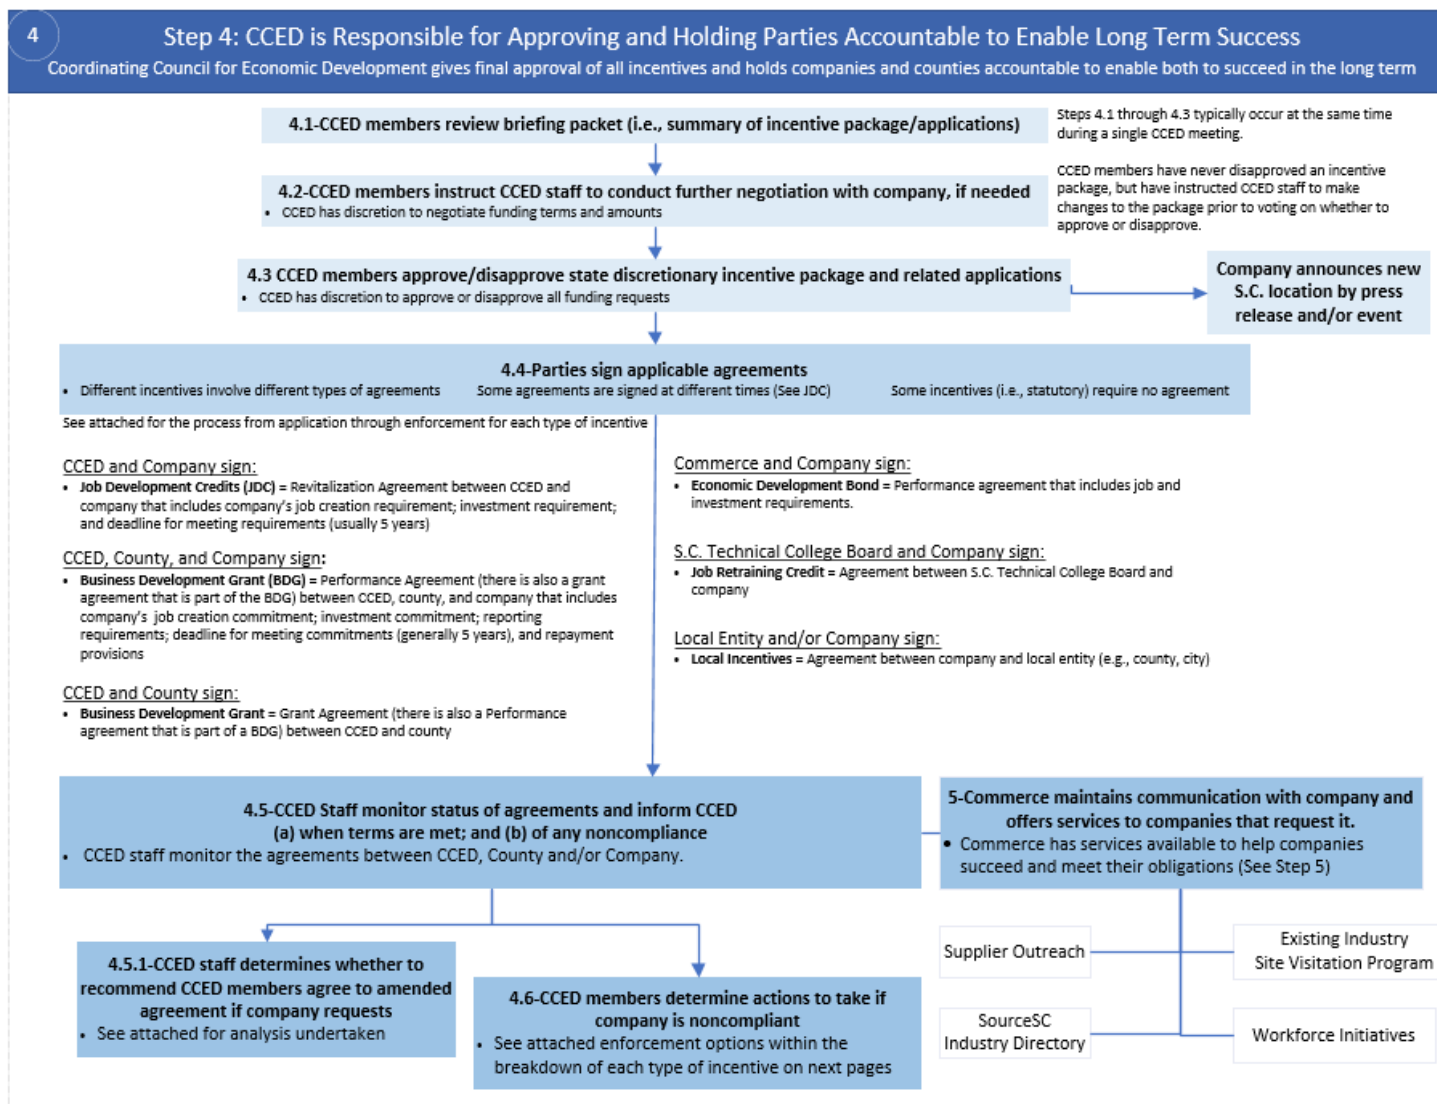 4
Step 4: CCED is Responsible for Approving and Holding Parties Accountable to Enable Long Term Success
Coordinating Council for Economic Development gives final approval of all incentives and holds companies and counties accountable to enable both to succeed in the long term
4.1-CCED members review briefing packet (i.e., summary of incentive package/applications)
Steps 4.1 through 4.3 typically occur at the same time
during a single CCED meeting.
4.2-CCED members instruct CCED staff to conduct further negotiation with company, if needed
• CCED has discretion to negotiate funding terms and amounts
CCED members have never disapproved an incentive
package, but have instructed CCED staff to make
changes to the package prior to voting on whether to
approve or disapprove.
4.3 CCED members approve/disapprove state discretionary incentive package and related applications
• CCED has discretion to approve or disapprove all funding requests
Company announces new
S.C. location by press
release and/or event
4.4-Parties sign applicable agreements
• Different incentives involve different types of agreements Some agreements are signed at different times (See JDC) Some incentives (i.e., statutory) require no agreement
See attached for the process from application through enforcement for each type of incentive
CCED and Company sign:
• Job Development Credits (JDC) = Revitalization Agreement between CCED and
company that includes company's job creation requirement; investment requirement;
and deadline for meeting requirements (usually 5 years)
CCED, County, and Company sign:
• Business Development Grant (BDG) = Performance Agreement (there is also a grant
agreement that is part of the BDG) between CCED, county, and company that includes
company's job creation commitment; investment commitment; reporting
requirements; deadline for meeting commitments (generally 5 years), and repayment
provisions
CCED and County sign:
• Business Development Grant = Grant Agreement (there is also a Performance
agreement that is part of a BDG) between CCED and county
Commerce and Company sign:
• Economic Development Bond = Performance agreement that includes job and
investment requirements.
S.C. Technical College Board and Company sign:
• Job Retraining Credit = Agreement between S.C. Technical College Board and
company
Local Entity and/or Company sign:
• Local Incentives = Agreement between company and local entity (e.g., county, city)
4.5-CCED Staff monitor status of agreements and inform CCED
(a) when terms are met; and (b) of any noncompliance
• CCED staff monitor the agreements between CCED, County and/or Company.
5-Commerce maintains communication with company and
offers services to companies that request it.
• Commerce has services available to help companies
succeed and meet their obligations (See Step 5)
4.5.1-CCED staff determines whether to
recommend CCED members agree to amended
agreement if company requests
• See attached for analysis undertaken
4.6-CCED members determine actions to take if
company is noncompliant
• See attached enforcement options within the
breakdown of each type of incentive on next pages
Supplier Outreach
Existing Industry
Site Visitation Program
SourceSC
Industry Directory
Workforce Initiatives